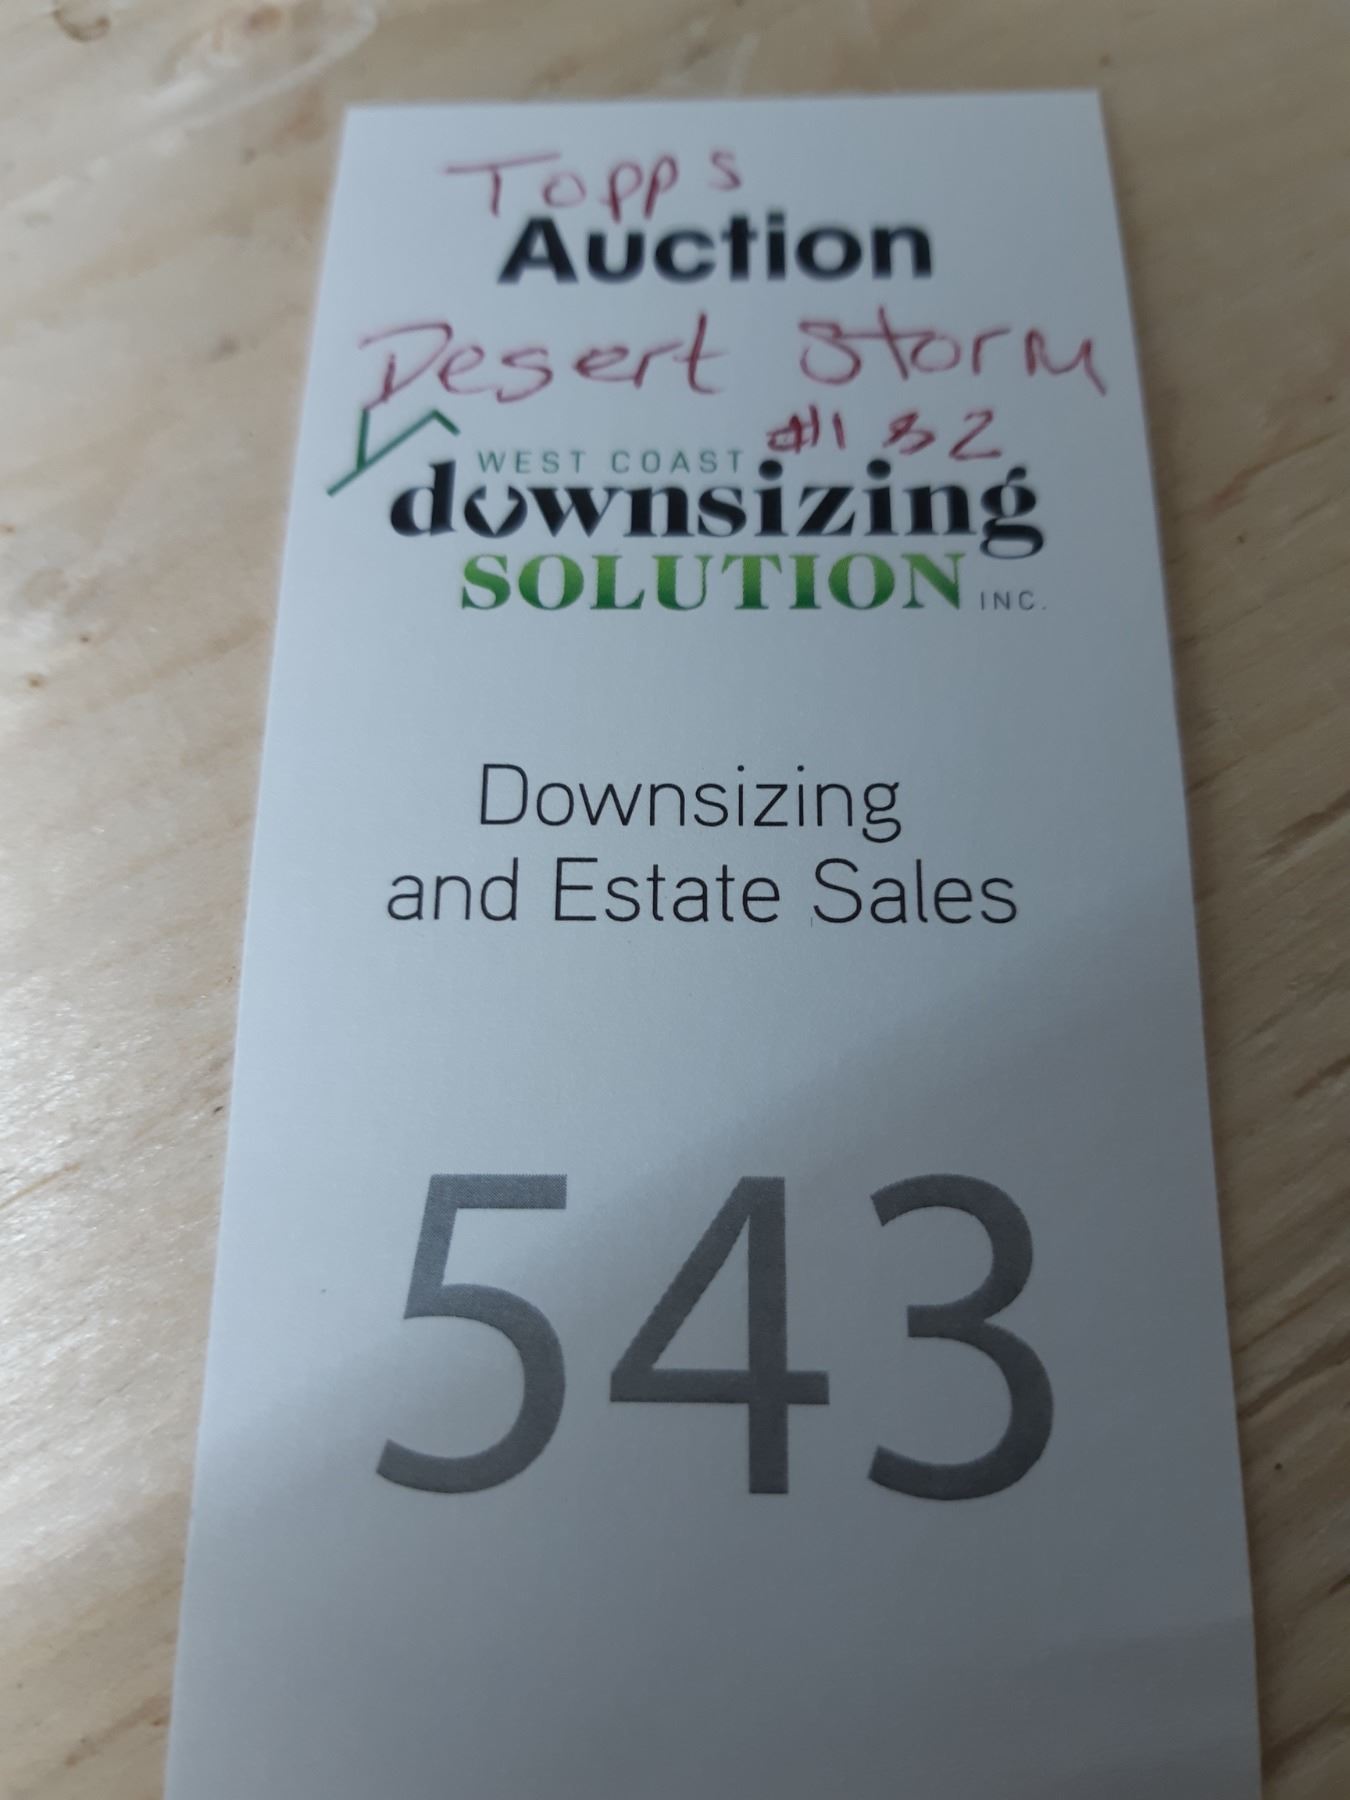 Topps
Auction
Desert Storm
#1 & 2
WEST COAST
downsizing
SOLUTION INC.
Downsizing
and Estate Sales
543